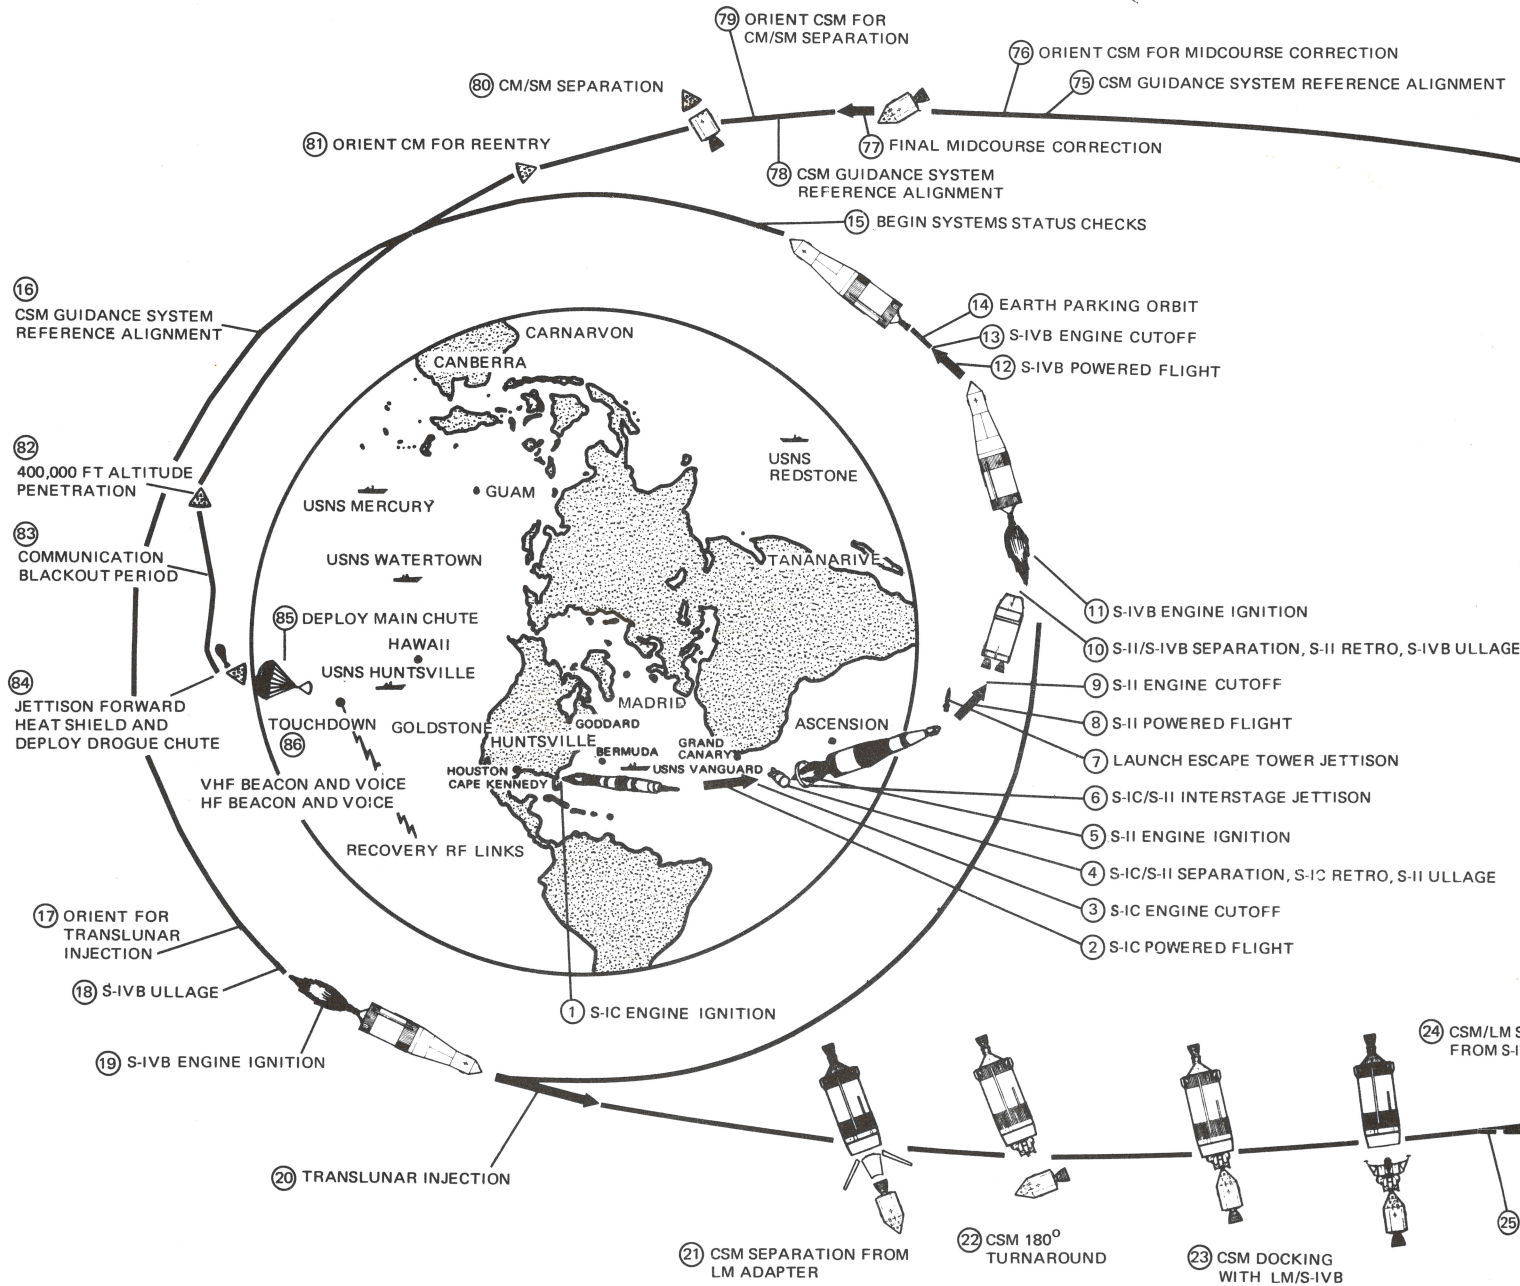 79 ORIENT CSM FOR
CM/SM SEPARATION
76 ORIENT CSM FOR MIDCOURSE CORRECTION
75 CSM GUIDANCE SYSTEM REFERENCE ALIGNMENT
80 CM/SM SEPARATION
81 ORIENT CM FOR REENTRY
77 FINAL MIDCOURSE CORRECTION
78 CSM GUIDANCE SYSTEM
REFERENCE ALIGNMENT
15 BEGIN SYSTEMS STATUS CHECKS
16
CSM GUIDANCE SYSTEM
REFERENCE ALIGNMENT
14 EARTH PARKING ORBIT
13 S-IVB ENGINE CUTOFF
12 S-IVB POWERED FLIGHT
CARNARVON
CANBERRA
82
400,000 FT ALTITUDE
PENETRATION
USNS
REDSTONE
USNS MERCURY
GUAM
83
COMMUNICATION
BLACKOUT PERIOD
USNS WATERTOWN
TANANARIVE
85 DEPLOY MAIN CHUTE
HAWAII
USNS HUNTSVILLE
11 S-IVB ENGINE IGNITION
10 S-II/S-IVB SEPARATION, S-II RETRO, S-IVB ULLAGE
9 S-II ENGINE CUTOFF
8 S-II POWERED FLIGHT
7 LAUNCH ESCAPE TOWER JETTISON
6 S-IC/S-II INTERSTAGE JETTISON
5 S-II ENGINE IGNITION
4 S-IC/S-II SEPARATION, S-IC RETRO, S-II ULLAGE
3 S-IC ENGINE CUTOFF
2 S-IC POWERED FLIGHT
84
JETTISON FORWARD
HEAT SHIELD AND
DEPLOY DROGUE CHUTE
TOUCHDOWN
86
GOLDSTONE
MADRID
GODDARD
HUNTSVILLE
BERMUDA
GRAND
CANARY
ASCENSION
USNS VANGUARD
HOUSTON
CAPE KENNEDY
VHF BEACON AND VOICE
HF BEACON AND VOICE
RECOVERY RF LINKS
17 ORIENT FOR
TRANSLUNAR
INJECTION
18 S-IVB ULLAGE
1 S-IC ENGINE IGNITION
19 S-IVB ENGINE IGNITION
20 TRANSLUNAR INJECTION
24 CSM/LM S
FROM S-I
21 CSM SEPARATION FROM
LM ADAPTER
22 CSM 180°
TURNAROUND
23 CSM DOCKING
WITH LM/S-IVB
25